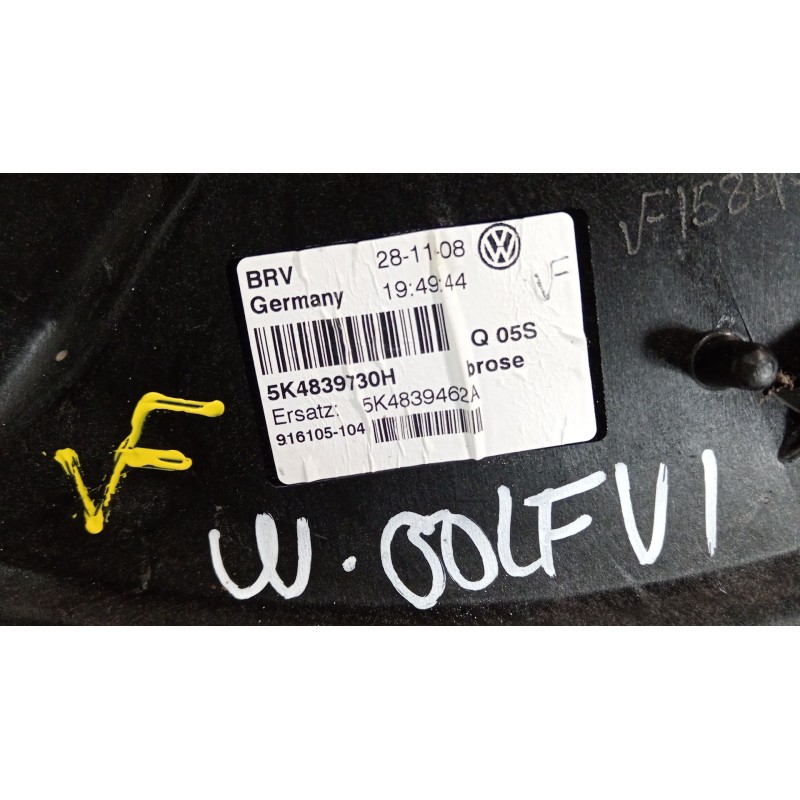 BRV 28-11-08 VW
Germany 19:49:44
VF
Q 05S
5K4839730H brose
Ersatz: 5K4839462A
916105-104
VF
W. GOLF VI